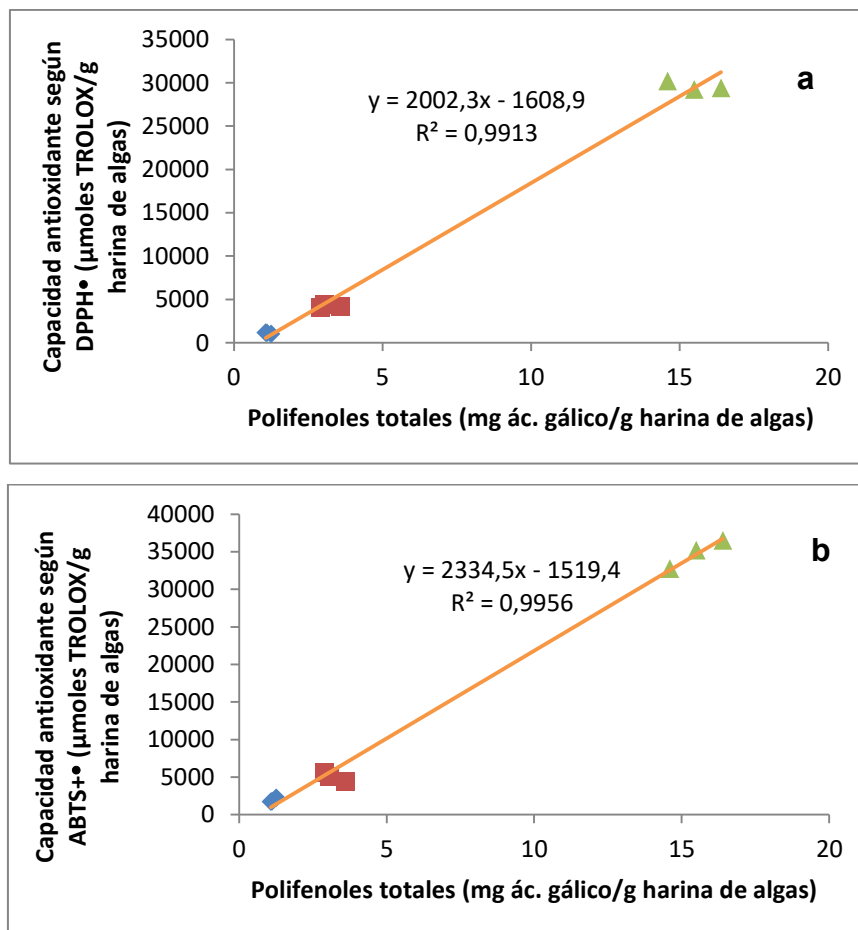 Capacidad antioxidante según
DPPH• (µmoles TROLOX/g
harina de algas)
35000
30000
25000
20000
15000
10000
5000
0
y = 2002,3x - 1608,9
R² = 0,9913
a
0 5 10 15 20
Polifenoles totales (mg ác. gálico/g harina de algas)
Capacidad antioxidante según
ABTS+• (µmoles TROLOX/g
harina de algas)
40000
35000
30000
25000
20000
15000
10000
5000
0
y = 2334,5x - 1519,4
R² = 0,9956
b
0 5 10 15 20
Polifenoles totales (mg ác. gálico/g harina de algas)